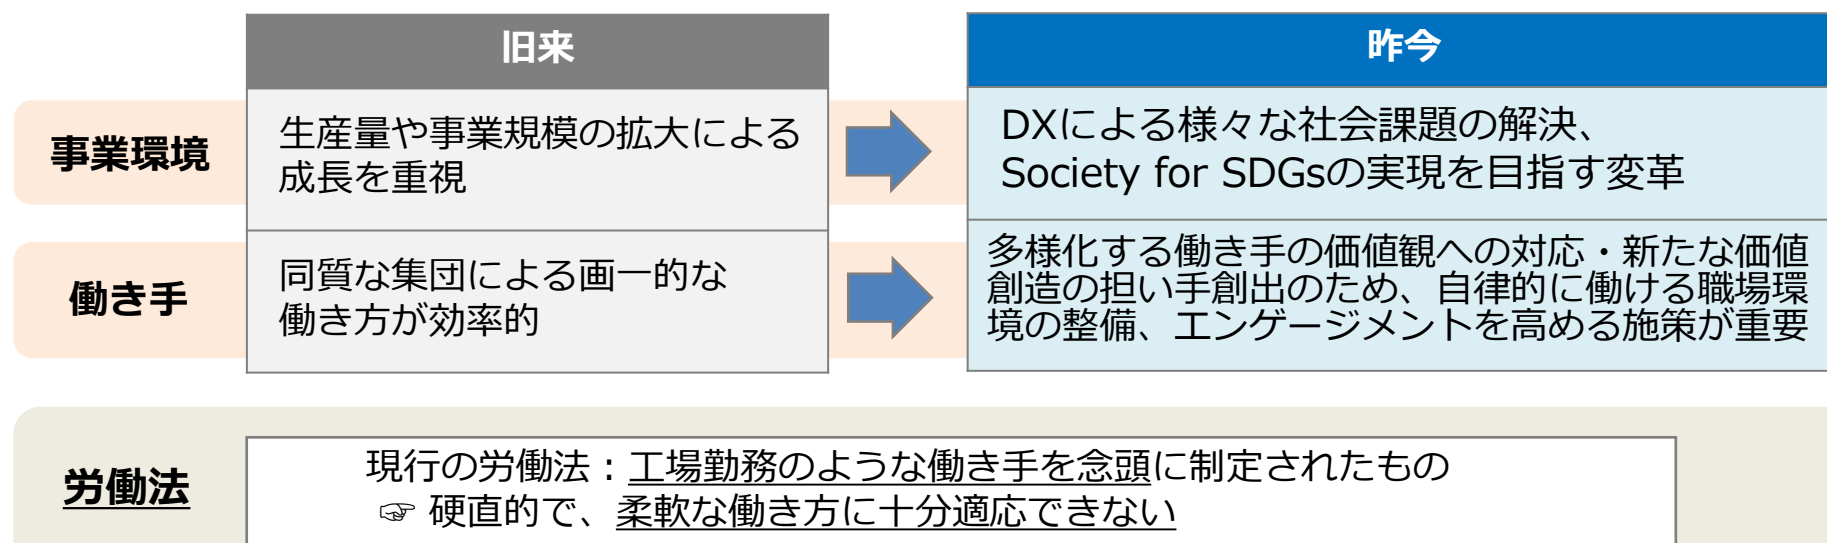 旧来
昨今
事業環境
生産量や事業規模の拡大による
成長を重視
DXによる様々な社会課題の解決、
Society for SDGsの実現を目指す変革
働き手
同質な集団による画一的な
働き方が効率的
多様化する働き手の価値観への対応・新たな価値
創造の担い手創出のため、自律的に働ける職場環
境の整備、エンゲージメントを高める施策が重要
労働法
現行の労働法：工場勤務のような働き手を念頭に制定されたもの
☞ 硬直的で、柔軟な働き方に十分適応できない